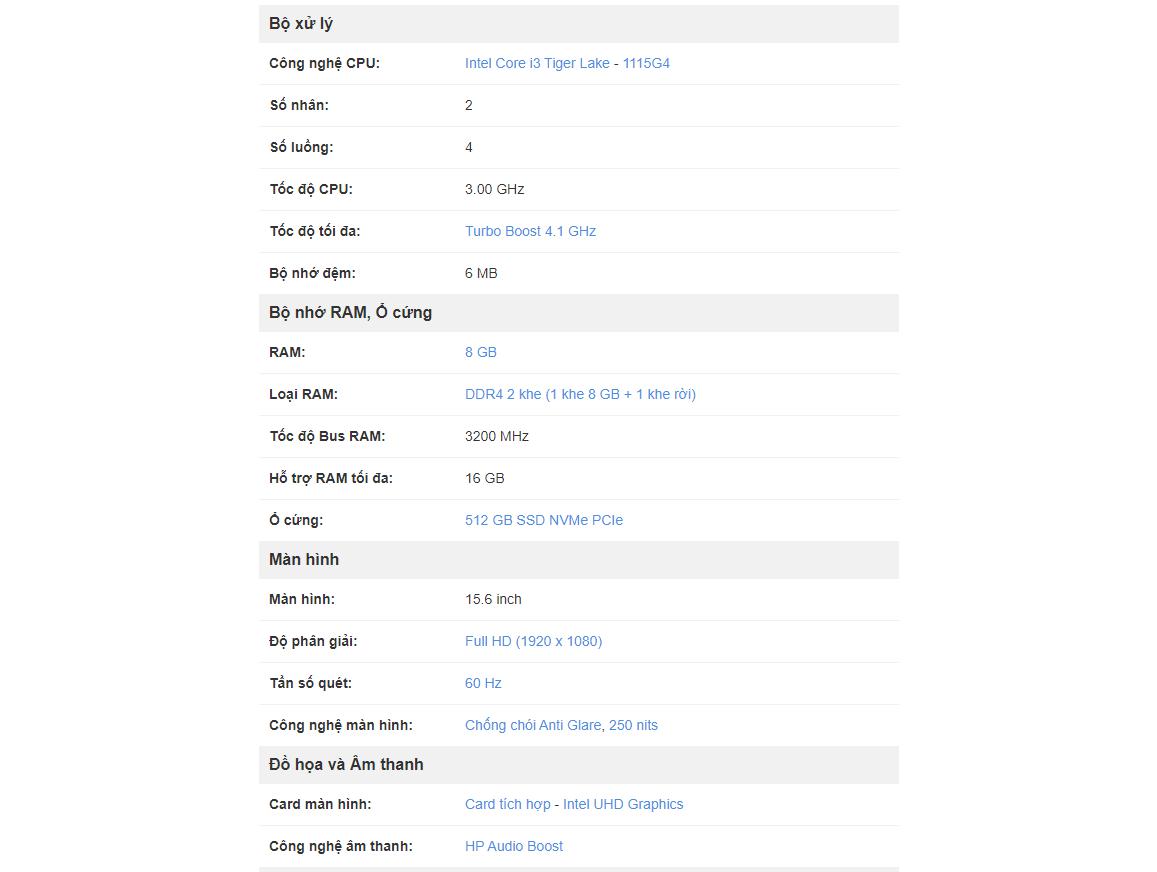 Bộ xử lý
Công nghệ CPU: Intel Core i3 Tiger Lake - 1115G4
Số nhân: 2
Số luồng: 4
Tốc độ CPU: 3.00 GHz
Tốc độ tối đa: Turbo Boost 4.1 GHz
Bộ nhớ đệm: 6 MB
Bộ nhớ RAM, Ổ cứng
RAM: 8 GB
Loại RAM: DDR4 2 khe (1 khe 8 GB + 1 khe rời)
Tốc độ Bus RAM: 3200 MHz
Hỗ trợ RAM tối đa: 16 GB
Ổ cứng: 512 GB SSD NVMe PCIe
Màn hình
Màn hình: 15.6 inch
Độ phân giải: Full HD (1920 x 1080)
Tần số quét: 60 Hz
Công nghệ màn hình: Chống chói Anti Glare, 250 nits
Đồ họa và Âm thanh
Card màn hình: Card tích hợp - Intel UHD Graphics
Công nghệ âm thanh: HP Audio Boost